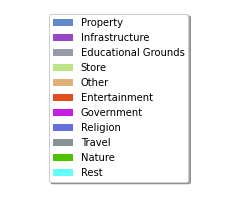 Property
Infrastructure
Educational Grounds
Store
Other
Entertainment
Government
Religion
Travel
Nature
Rest